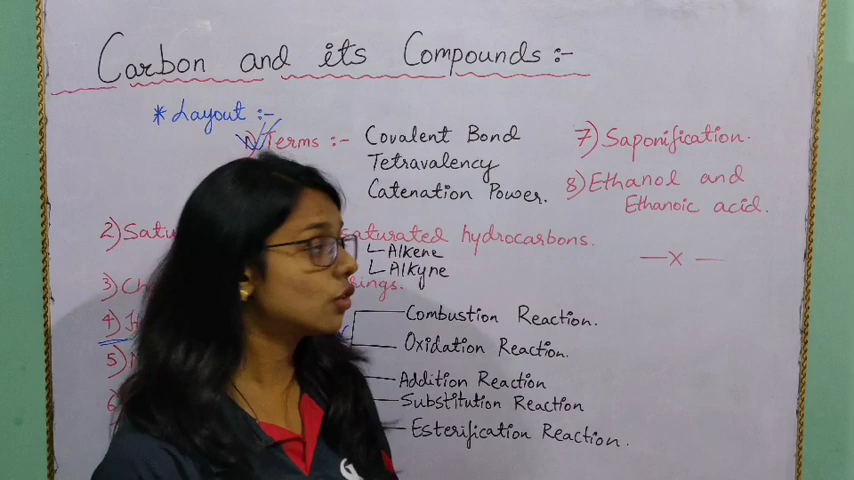 Carbon and its Compounds :-
* Layout :-
1) Terms :- Covalent Bond
Tetravalency
Catenation Power.
2) saturated hydrocarbons.
Alkene
Alkyne
3)
4)
Combustion Reaction.
Oxidation Reaction.
5)
Addition Reaction
Substitution Reaction
Esterification Reaction.
7) Saponification.
8) Ethanol and
Ethanoic acid.
—x—